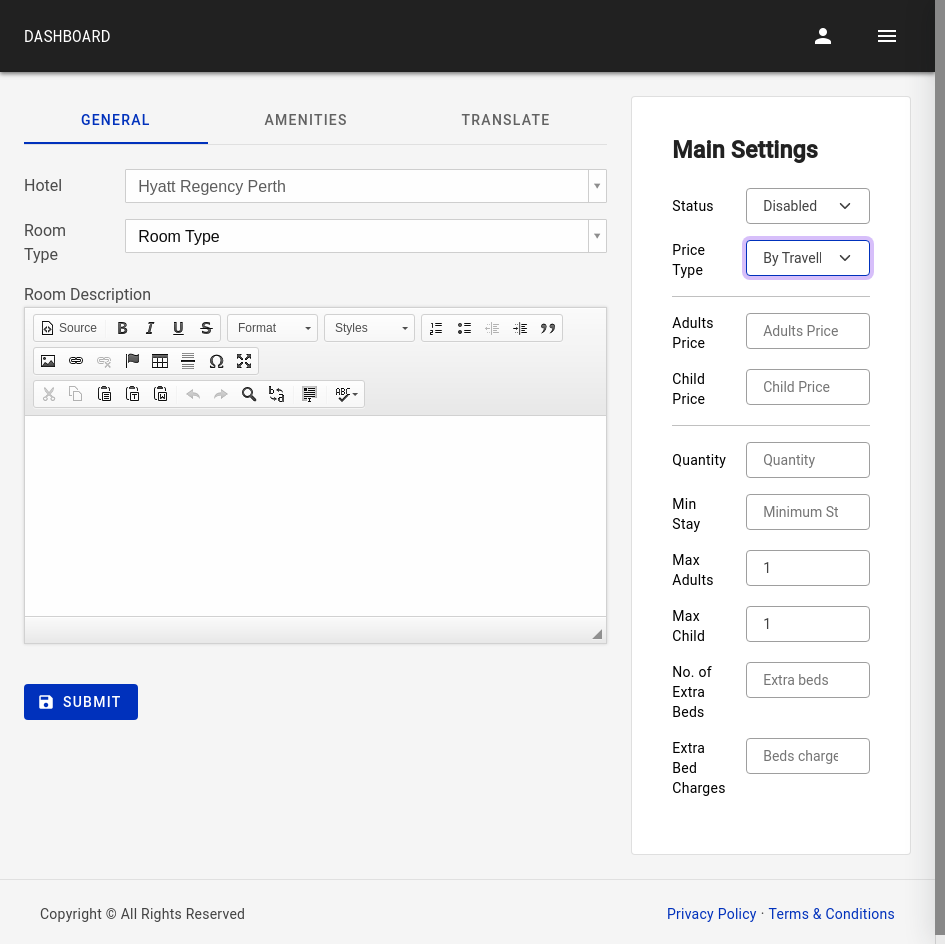 DASHBOARD
GENERAL
AMENITIES
TRANSLATE
Hotel
Hyatt Regency Perth
Room
Type
Room Type
Room Description
Source
B
I
U
S
Format
Styles
Ω
ABC
SUBMIT
Main Settings
Status
Disabled
Price
Type
By Travell
Adults
Price
Adults Price
Child
Price
Child Price
Quantity
Quantity
Min
Stay
Minimum St
Max
Adults
1
Max
Child
1
No. of
Extra
Beds
Extra beds
Extra
Bed
Charges
Beds charge
Copyright © All Rights Reserved
Privacy Policy · Terms & Conditions